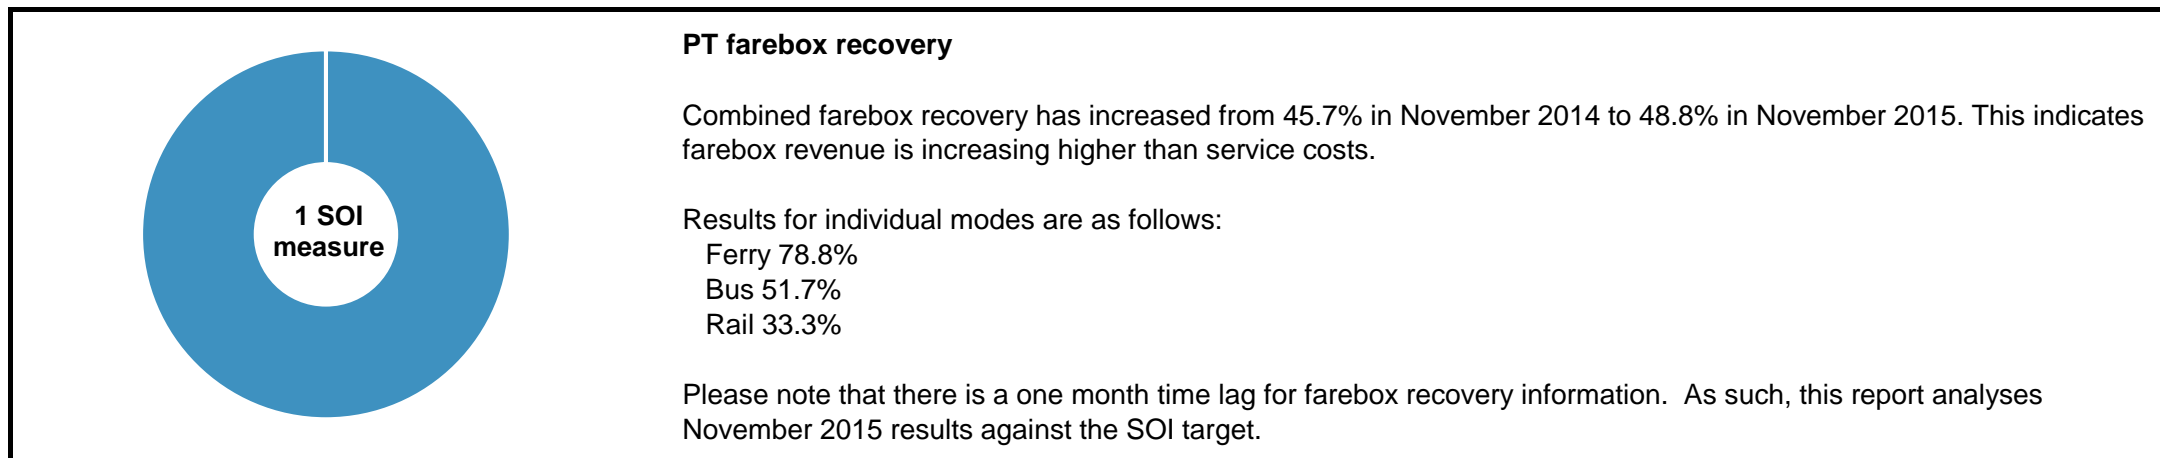 1 SOI
measure
PT farebox recovery
Combined farebox recovery has increased from 45.7% in November 2014 to 48.8% in November 2015. This indicates
farebox revenue is increasing higher than service costs.
Results for individual modes are as follows:
Ferry 78.8%
Bus 51.7%
Rail 33.3%
Please note that there is a one month time lag for farebox recovery information.  As such, this report analyses
November 2015 results against the SOI target.